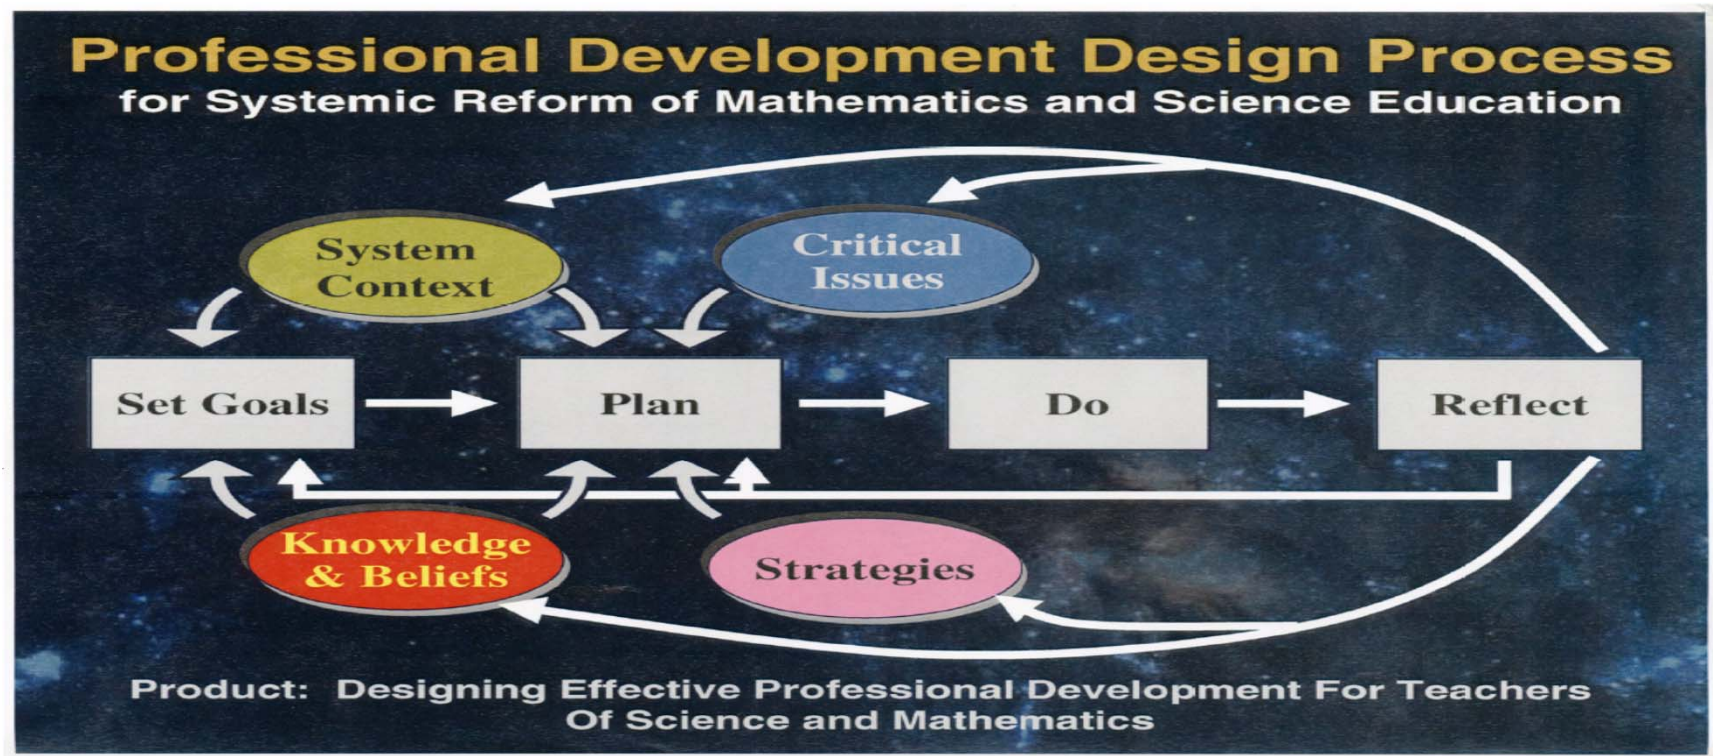 Professional Development Design Process
for Systemic Reform of Mathematics and Science Education
System
Context
Critical
Issues
Set Goals
Plan
Do
Reflect
Knowledge
& Beliefs
Strategies
Product: Designing Effective Professional Development For Teachers
Of Science and Mathematics